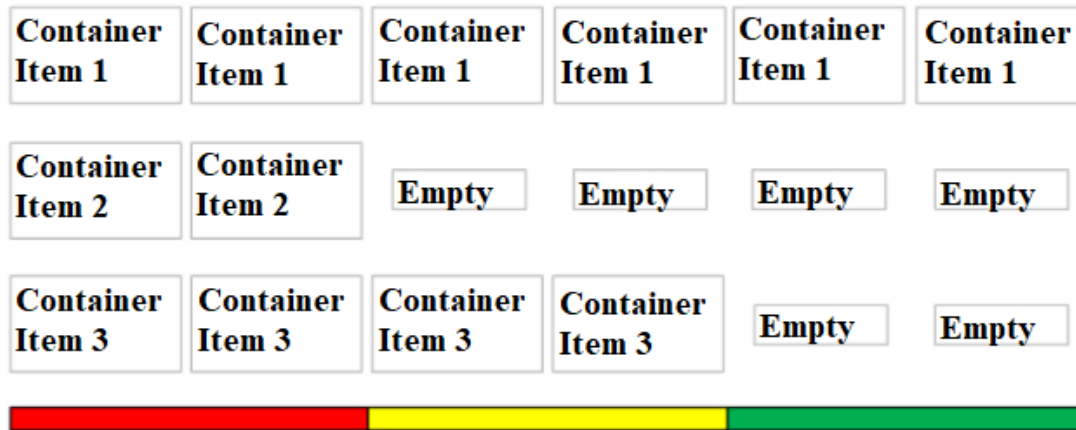 Container Container Container Container Container Container
Item 1 Item 1 Item 1 Item 1 Item 1 Item 1
Container Container
Item 2 Item 2 Empty Empty Empty Empty
Container Container Container Container
Item 3 Item 3 Item 3 Item 3 Empty Empty